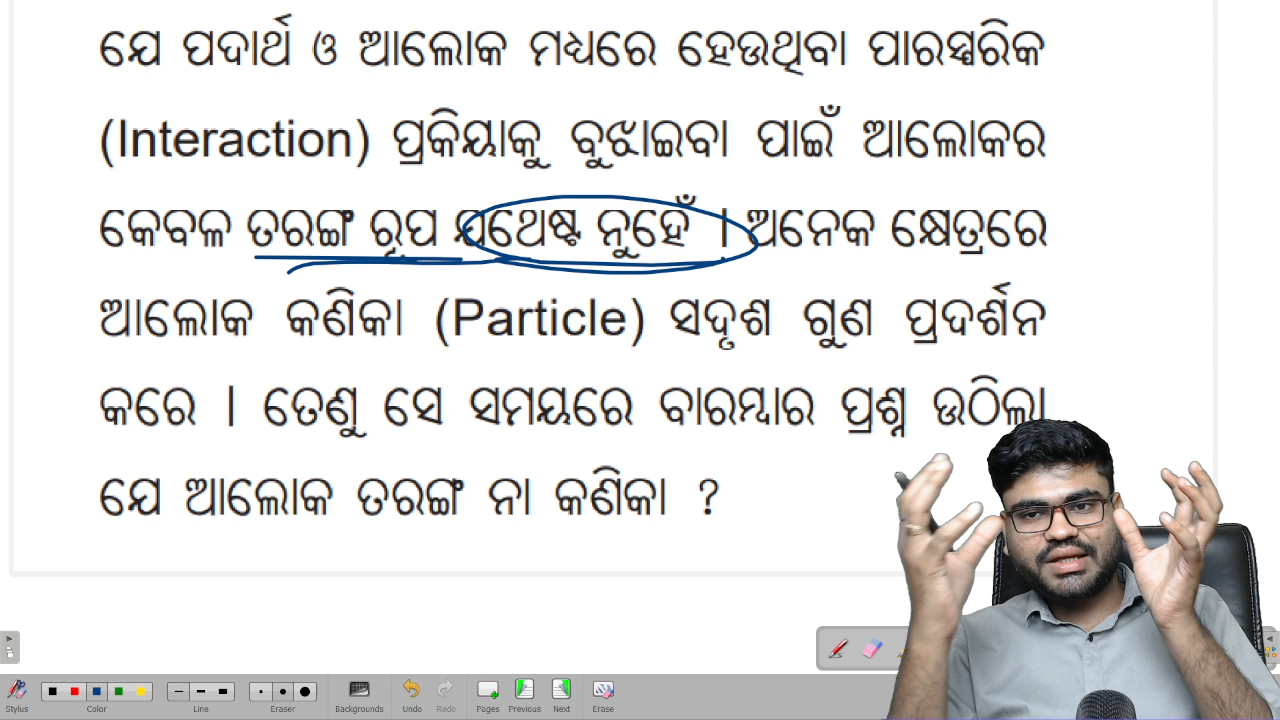 ଯେ ପଦାର୍ଥ ଓ ଆଲୋକ ମଧ୍ୟରେ ହେଉଥିବା ପାରସ୍ପରିକ
(Interaction) ପ୍ରକିୟାକୁ ବୁଝାଇବା ପାଇଁ ଆଲୋକର
କେବଳ ତରଙ୍ଗ ରୂପ ଯଥେଷ୍ଟ ନୁହେଁ । ଅନେକ କ୍ଷେତ୍ରରେ
ଆଲୋକ କଣିକା (Particle) ସଦୃଶ ଗୁଣ ପ୍ରଦର୍ଶନ
କରେ । ତେଣୁ ସେ ସମୟରେ ବାରମ୍ବାର ପ୍ରଶ୍ନ ଉଠିଲା
ଯେ ଆଲୋକ ତରଙ୍ଗ ନା କଣିକା ?
Stylus Color Line Eraser Backgrounds Undo Redo Pages Previous Next Erase